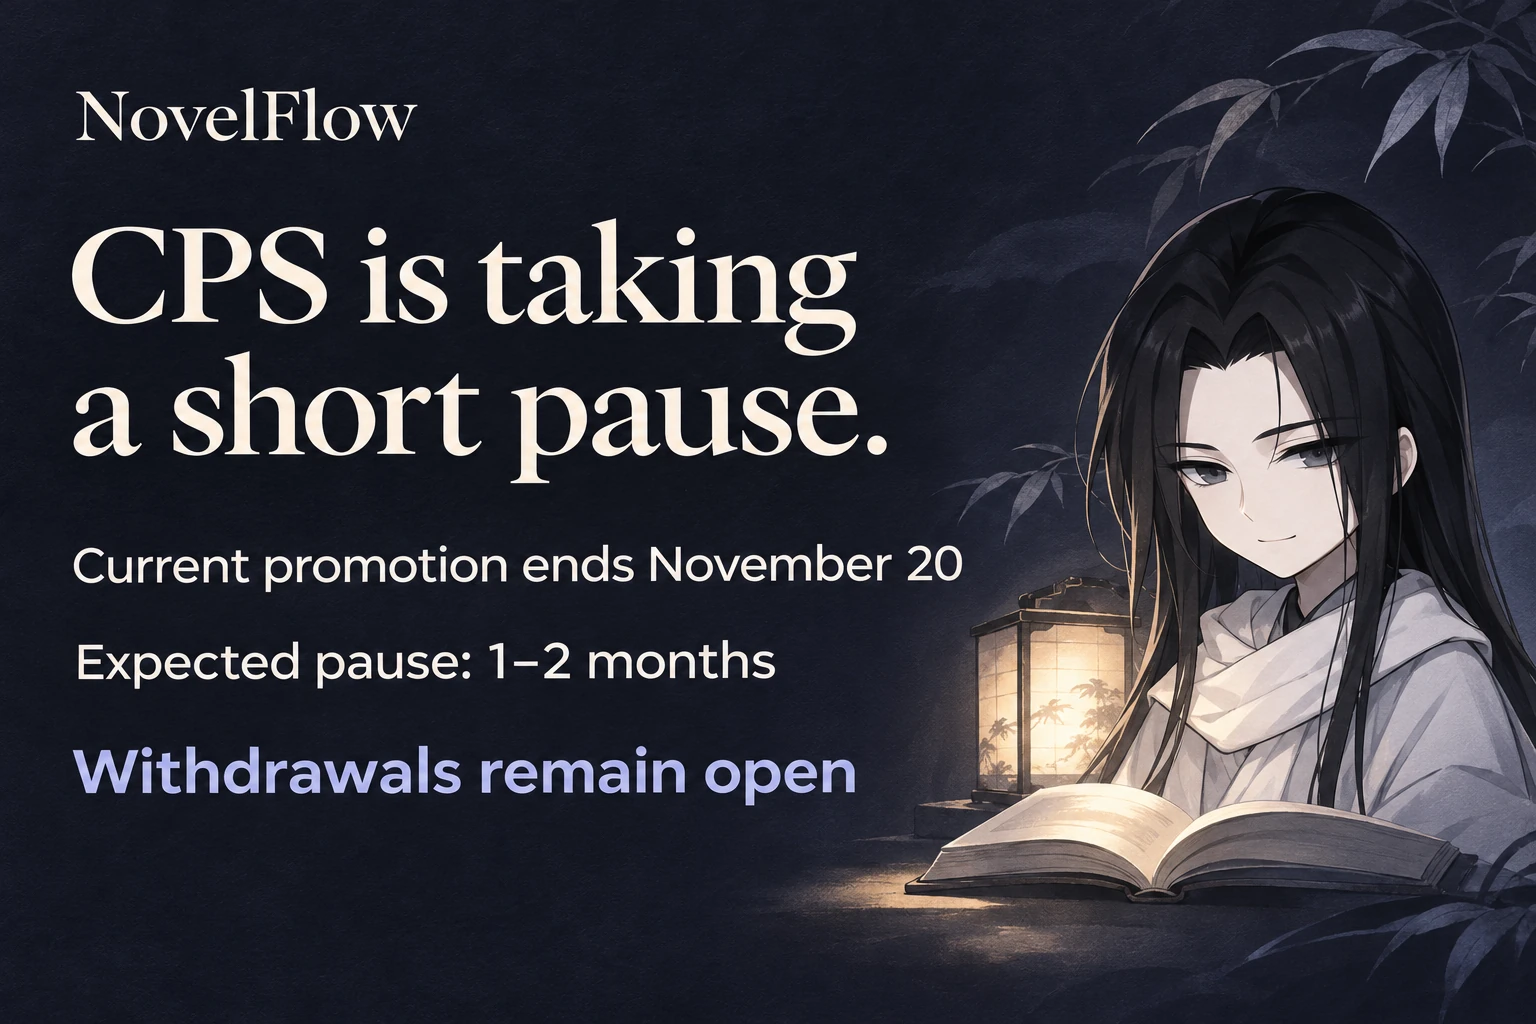 NovelFlow
CPS is taking
a short pause.
Current promotion ends November 20
Expected pause: 1–2 months
Withdrawals remain open